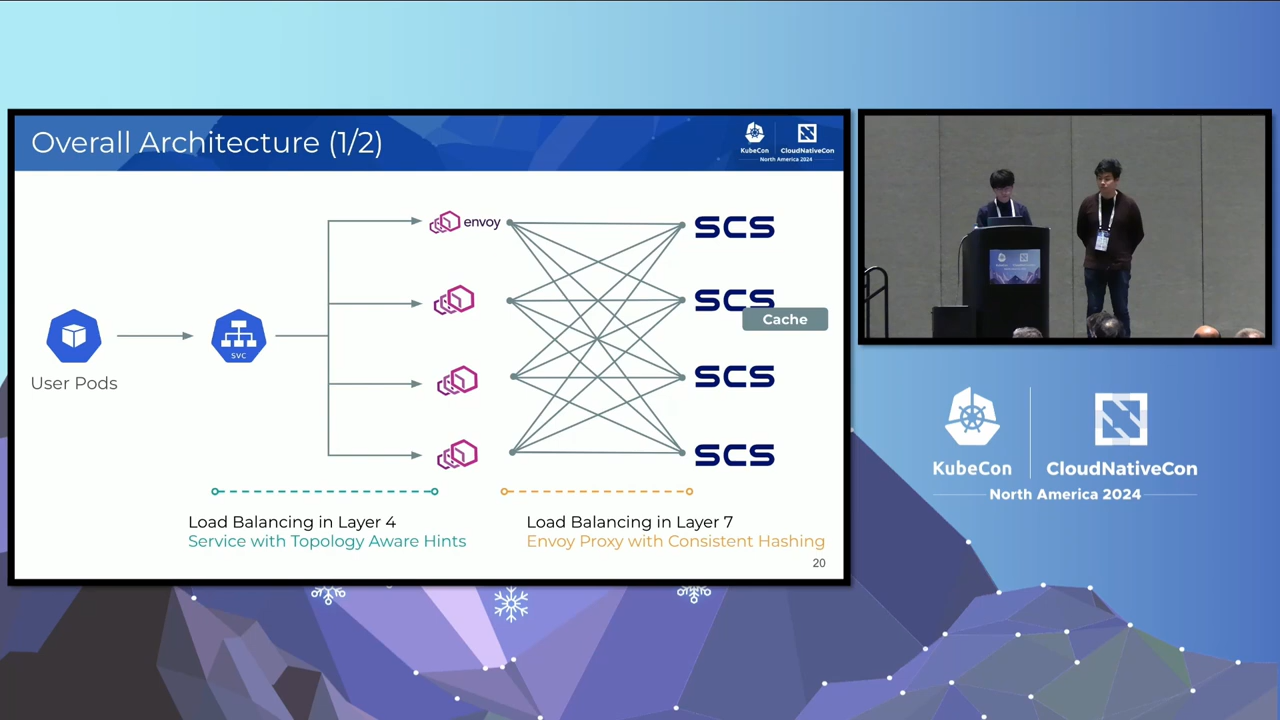 Overall Architecture (1/2)
KubeCon
CloudNativeCon
North America 2024
envoy
SCS
SCS
Cache
svc
User Pods
SCS
SCS
Load Balancing in Layer 4
Service with Topology Aware Hints
Load Balancing in Layer 7
Envoy Proxy with Consistent Hashing
20
KubeCon
CloudNativeCon
North America 2024